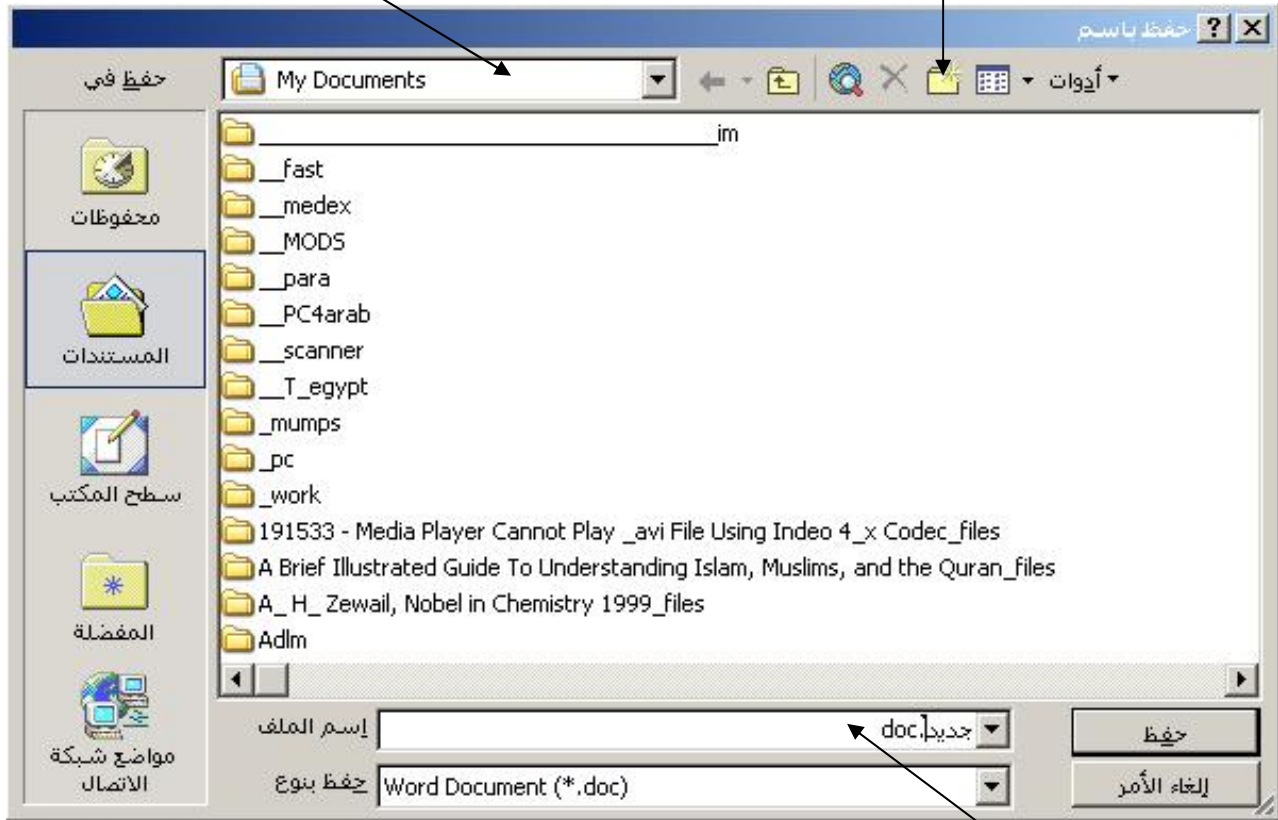 حفظ باسم
حفظ في
My Documents
أدوات
محفوظات
المستندات
سطح المكتب
المفضلة
مواضع شبكة
الاتصال
______________________________________im
__fast
__medex
__MODS
__para
__PC4arab
__scanner
__T_egypt
_mumps
_pc
_work
191533 - Media Player Cannot Play _avi File Using Indeo 4_x Codec_files
A Brief Illustrated Guide To Understanding Islam, Muslims, and the Quran_files
A_ H_ Zewail, Nobel in Chemistry 1999_files
Adlm
إسم الملف
جديد.doc
حفظ
حفظ بنوع
Word Document (*.doc)
إلغاء الأمر